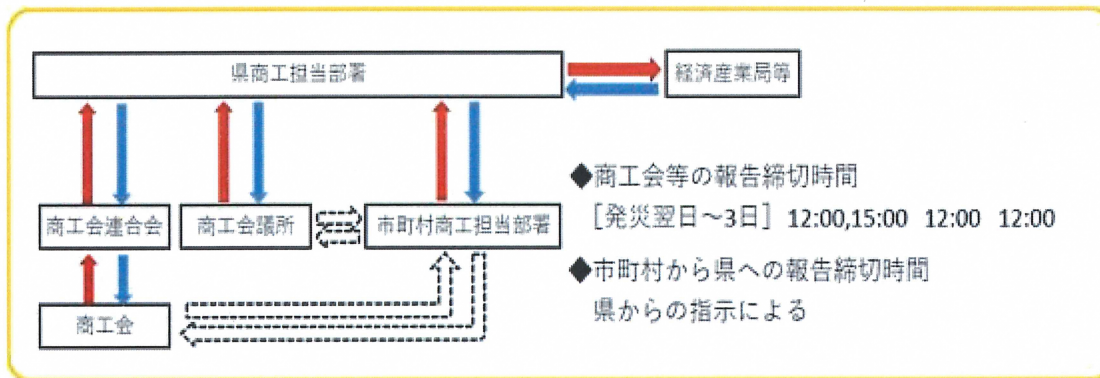 県商工担当部署
経済産業局等
商工会連合会
商工会議所
市町村商工担当部署
商工会
◆商工会等の報告締切時間
[発災翌日～3日] 12:00,15:00 12:00 12:00
◆市町村から県への報告締切時間
県からの指示による